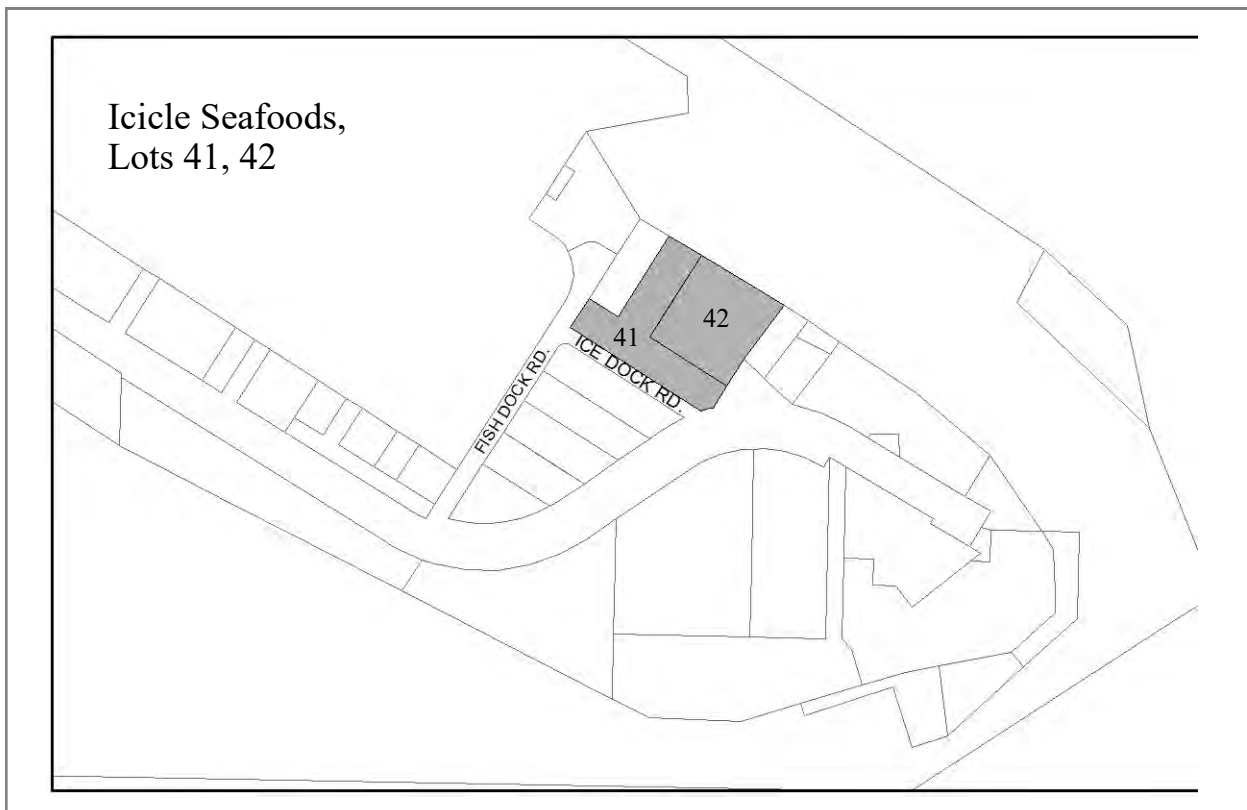 Icicle Seafoods,
Lots 41, 42
42
41
ICE DOCK RD.
FISH DOCK RD.